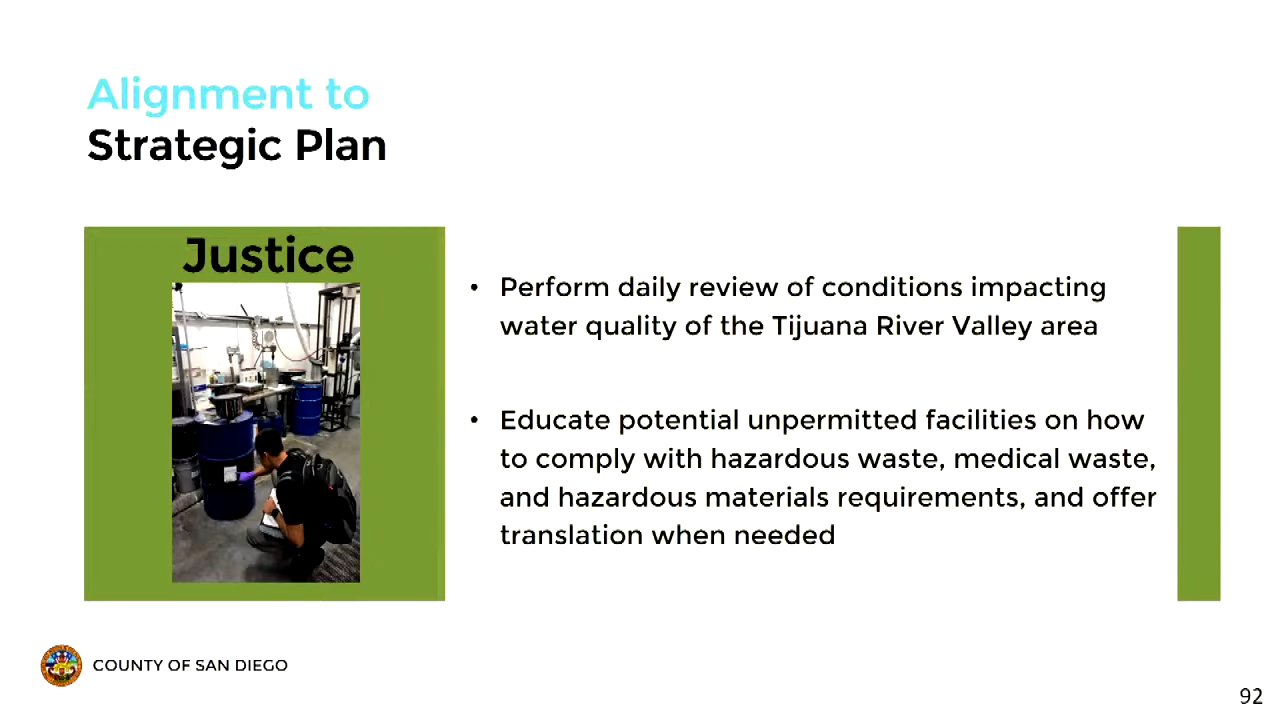 Alignment to
Strategic Plan
Justice
• Perform daily review of conditions impacting
water quality of the Tijuana River Valley area
• Educate potential unpermitted facilities on how
to comply with hazardous waste, medical waste,
and hazardous materials requirements, and offer
translation when needed
COUNTY OF SAN DIEGO
92